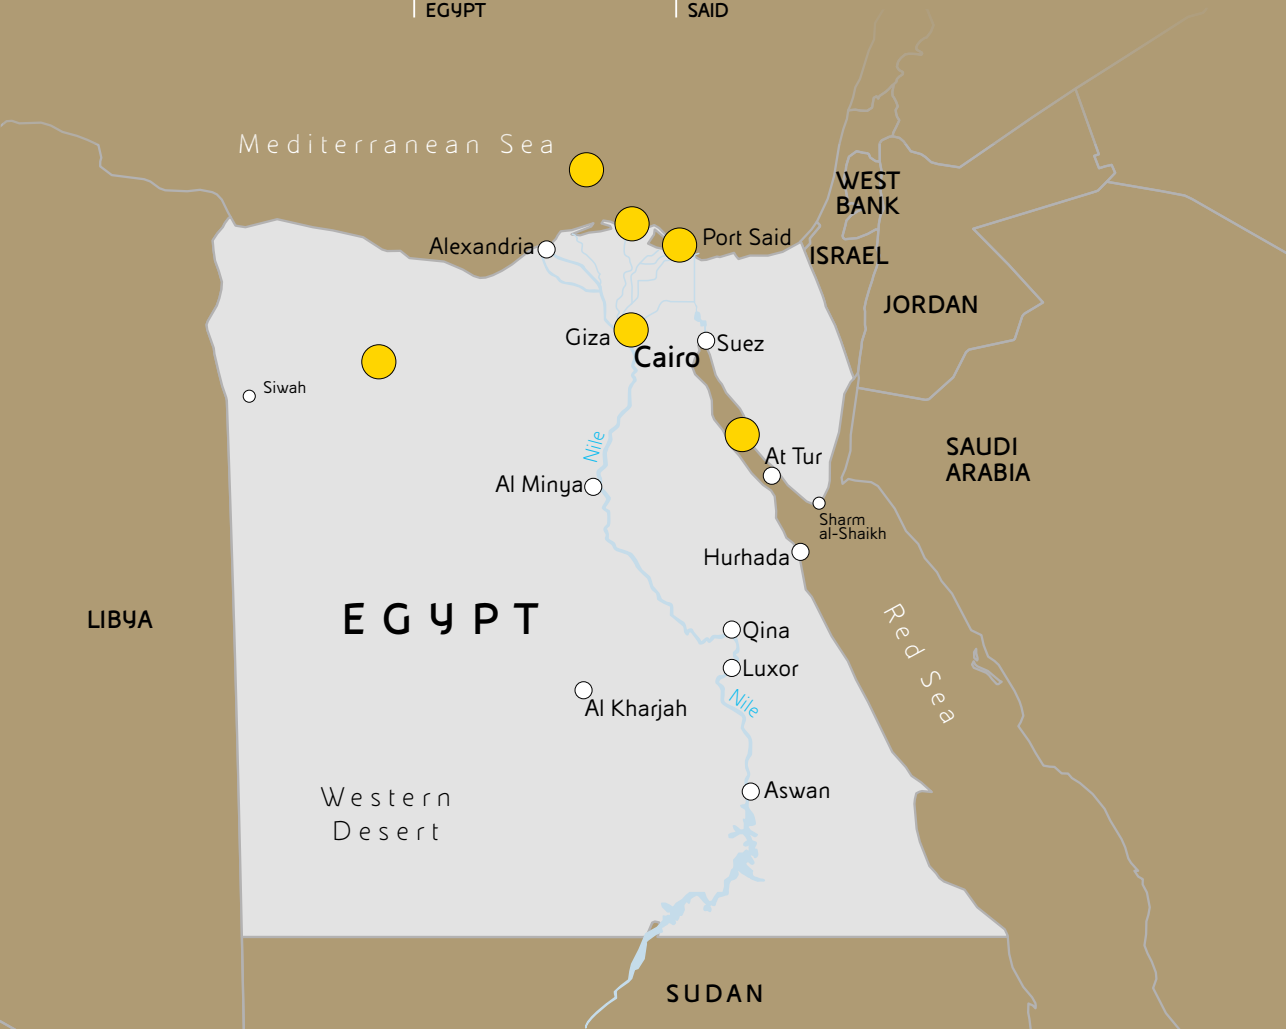 EGYPT
SAID
Mediterranean Sea
WEST
BANK
Port Said
Alexandria
ISRAEL
JORDAN
Giza
Cairo
Suez
Siwah
Nile
At Tur
SAUDI
ARABIA
Al Minya
Sharm
al-Shaikh
Hurhada
EGYPT
LIBYA
Qina
Red Sea
Luxor
Nile
Al Kharjah
Aswan
Western
Desert
SUDAN